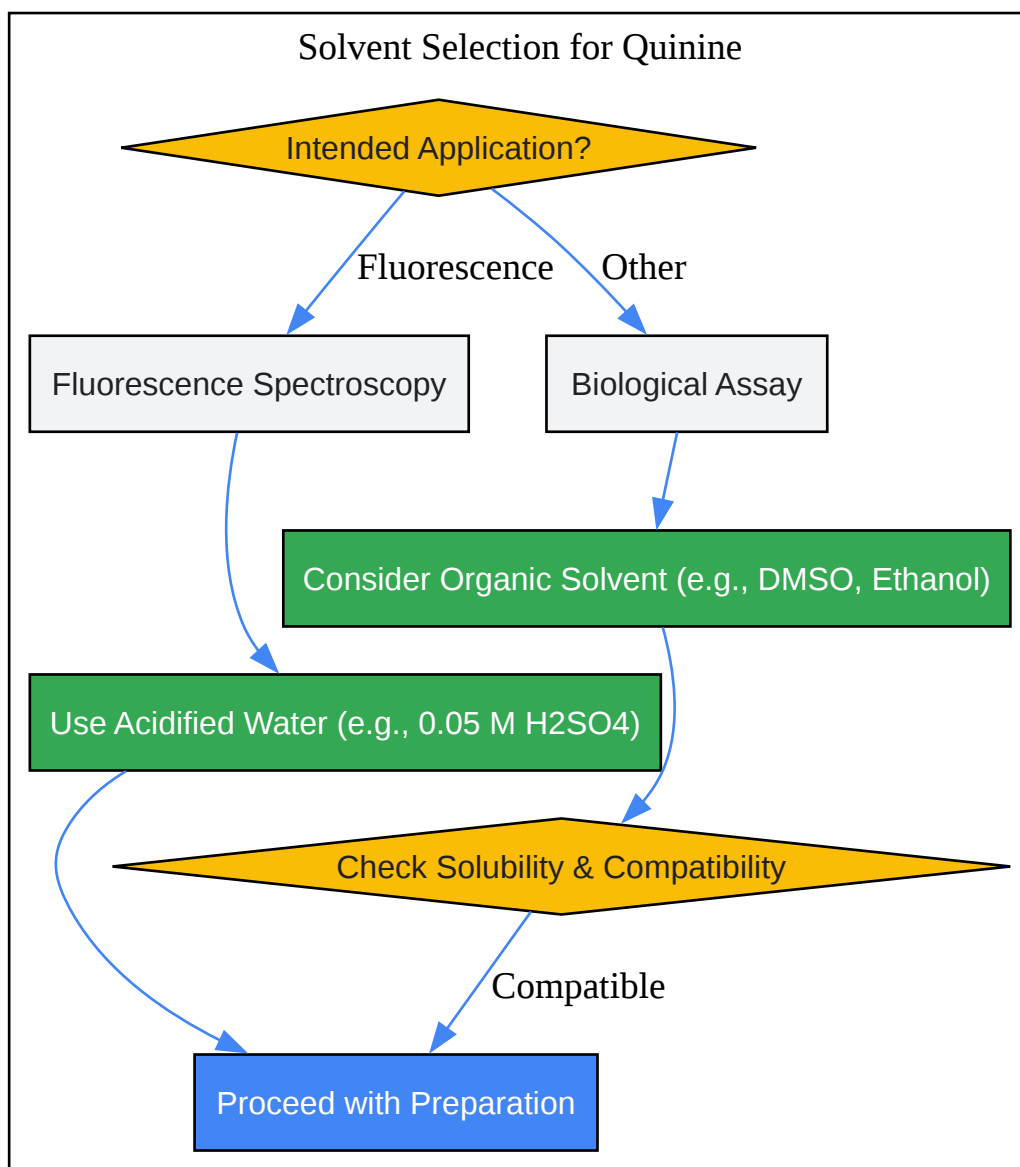 Solvent Selection for Quinine
Intended Application?
Fluorescence
Other
Fluorescence Spectroscopy
Biological Assay
Consider Organic Solvent (e.g., DMSO, Ethanol)
Use Acidified Water (e.g., 0.05 M H2SO4)
Check Solubility & Compatibility
Compatible
Proceed with Preparation